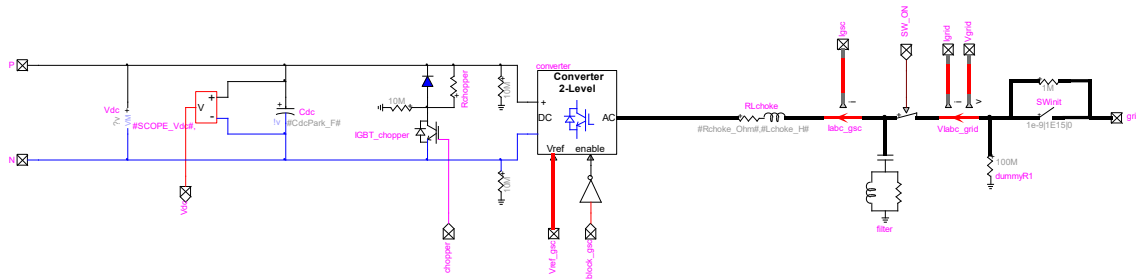 Igsc
SW_ON
Igrid
Vgrid
P
converter
Converter
2-Level
+
DC
AC
Vref
enable
Vdc
?v
VM
#SCOPE_Vdc#,
V
+
-
+
Cdc
!v
#CdcPark_F#
10M
Rchopper
IGBT_chopper
10M
10M
RLchoke
#Rchoke_Ohm#,#Lchoke_H#
Iabc_gsc
VIabc_grid
1M
SWinit
1e-9|1E15|0
gri
100M
dummyR1
filter
N
Vdc
chopper
Vref_gsc
block_gsc